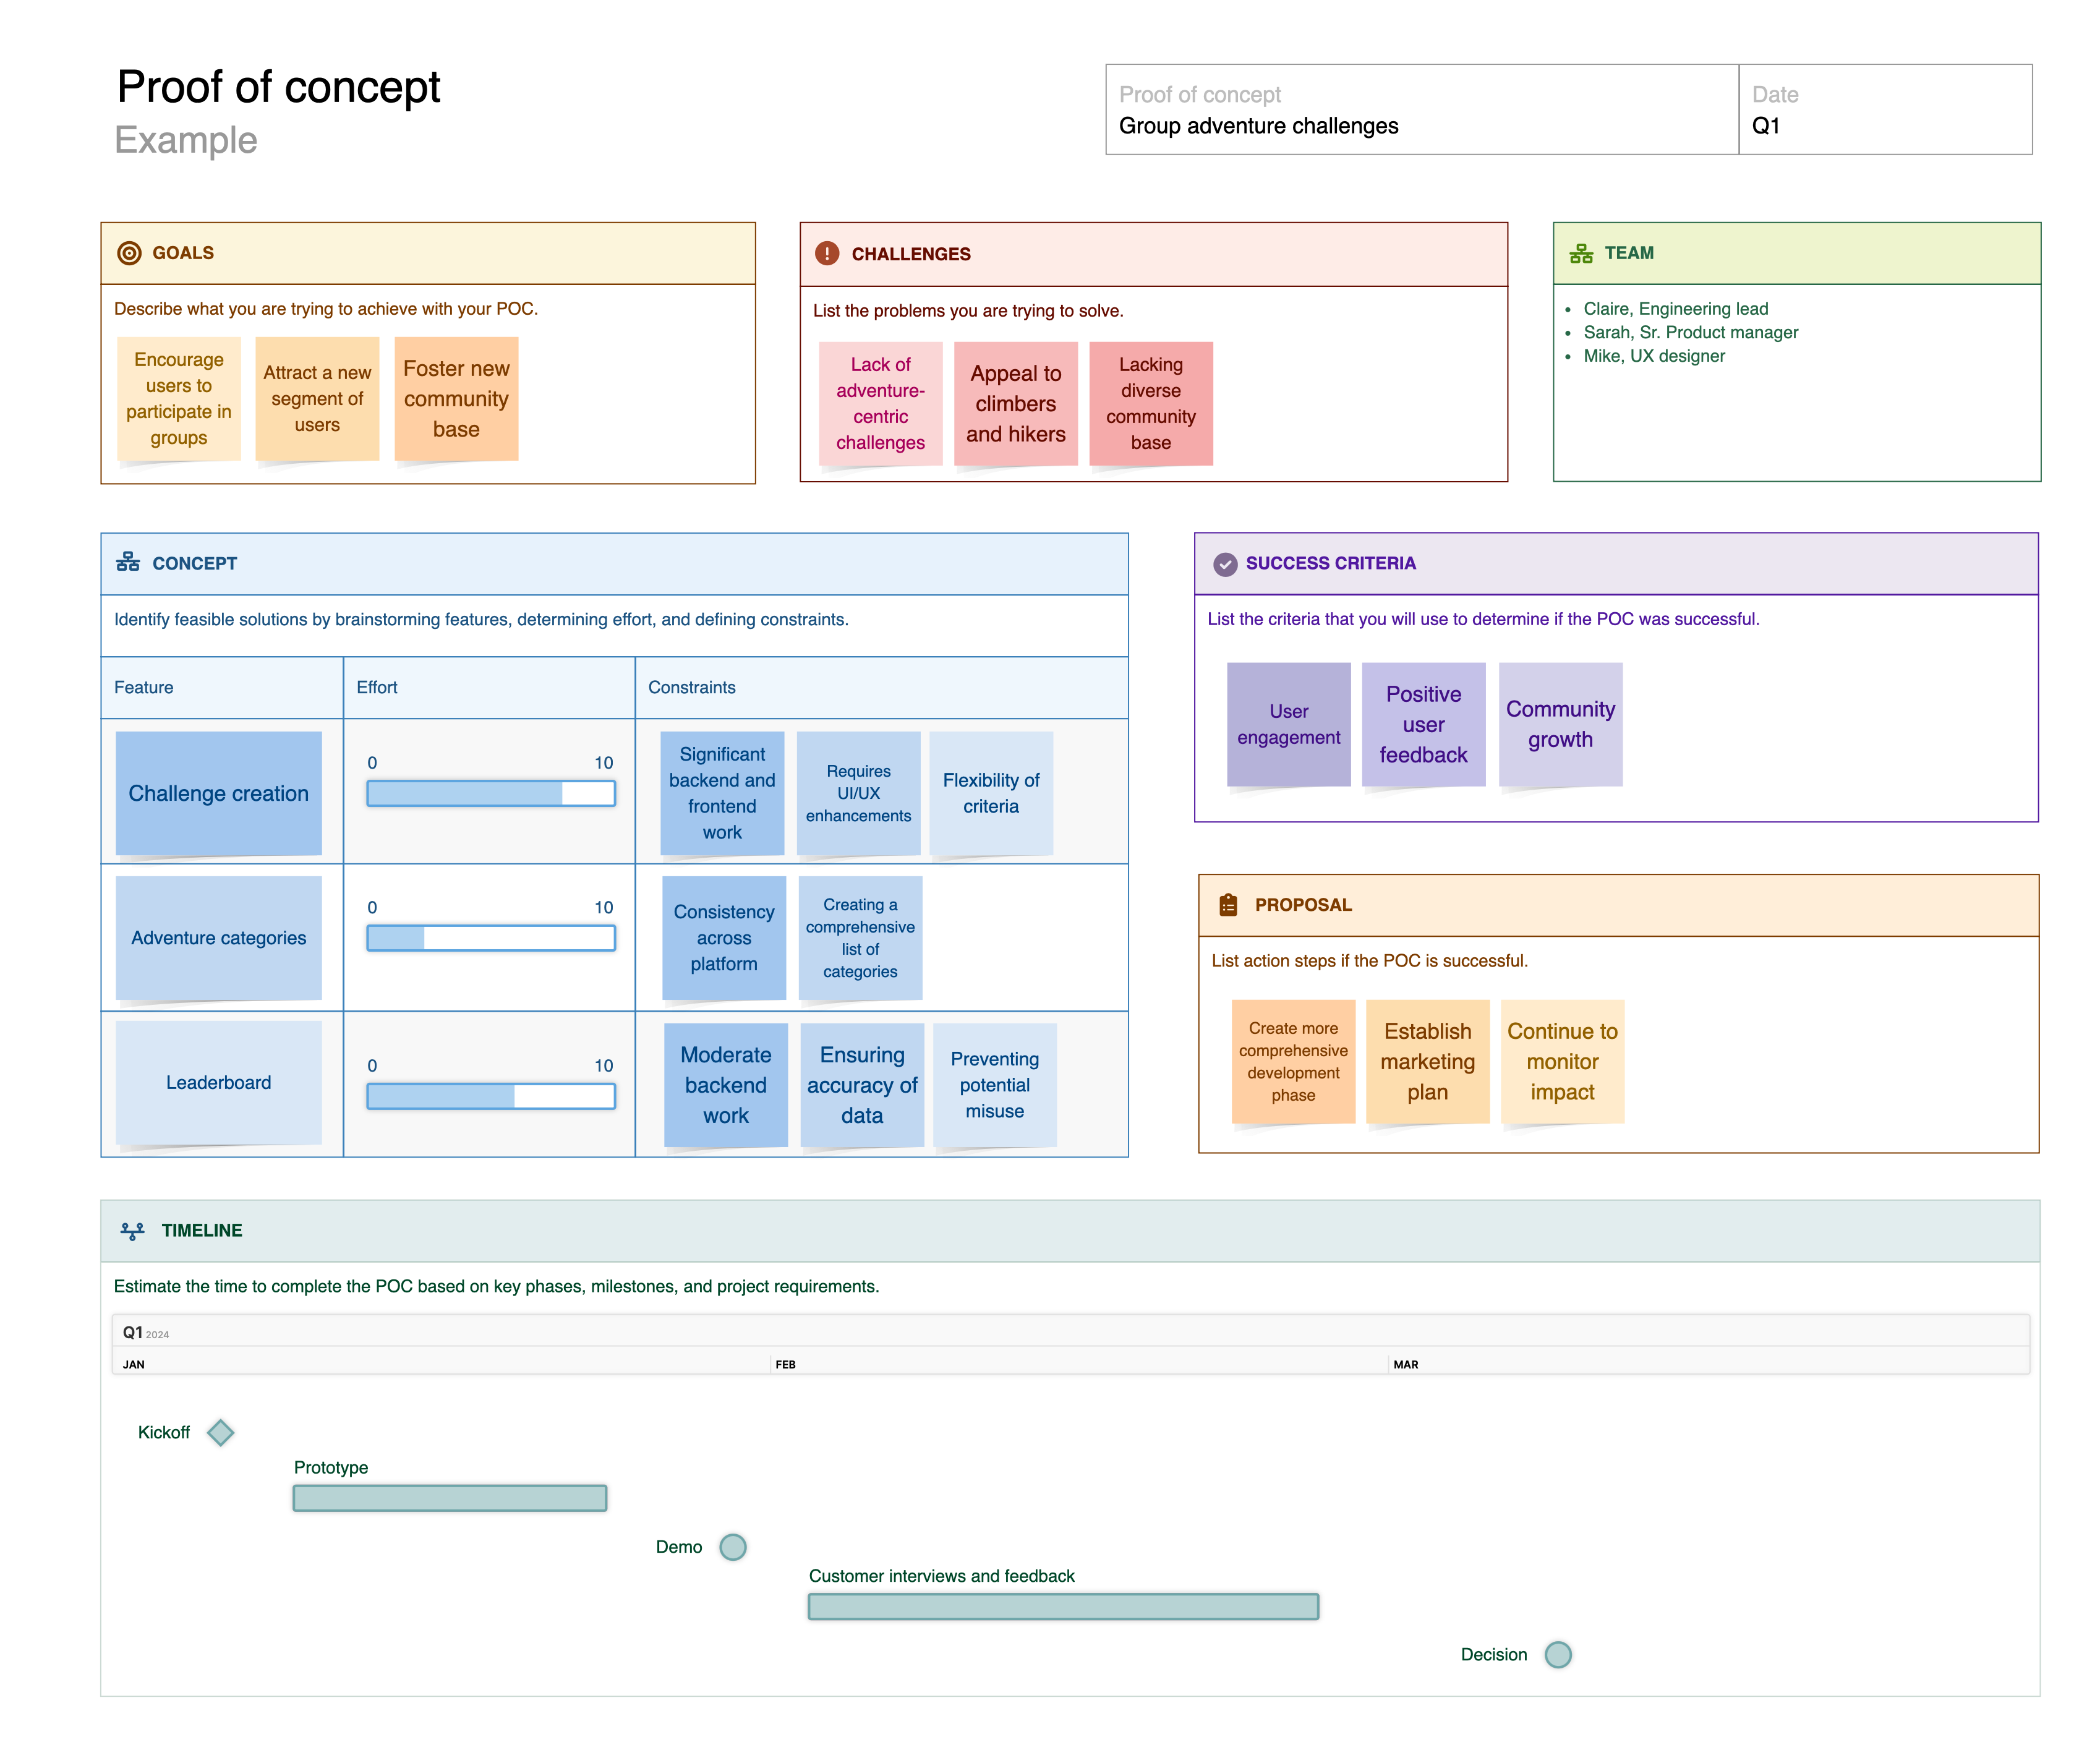 Proof of concept
Example
Proof of concept
Group adventure challenges
Date
Q1
GOALS
Describe what you are trying to achieve with your POC.
Encourage
users to
participate in
groups
Attract a new
segment of
users
Foster new
community
base
CHALLENGES
List the problems you are trying to solve.
Lack of
adventure-
centric
challenges
Appeal to
climbers
and hikers
Lacking
diverse
community
base
TEAM
• Claire, Engineering lead
• Sarah, Sr. Product manager
• Mike, UX designer
CONCEPT
Identify feasible solutions by brainstorming features, determining effort, and defining constraints.
Feature
Effort
Constraints
Challenge creation
0 10
Significant
backend and
frontend
work
Requires
UI/UX
enhancements
Flexibility of
criteria
Adventure categories
0 10
Consistency
across
platform
Creating a
comprehensive
list of
categories
Leaderboard
0 10
Moderate
backend
work
Ensuring
accuracy of
data
Preventing
potential
misuse
SUCCESS CRITERIA
List the criteria that you will use to determine if the POC was successful.
User
engagement
Positive
user
feedback
Community
growth
PROPOSAL
List action steps if the POC is successful.
Create more
comprehensive
development
phase
Establish
marketing
plan
Continue to
monitor
impact
TIMELINE
Estimate the time to complete the POC based on key phases, milestones, and project requirements.
Q1 2024
JAN
FEB
MAR
Kickoff
Prototype
Demo
Customer interviews and feedback
Decision